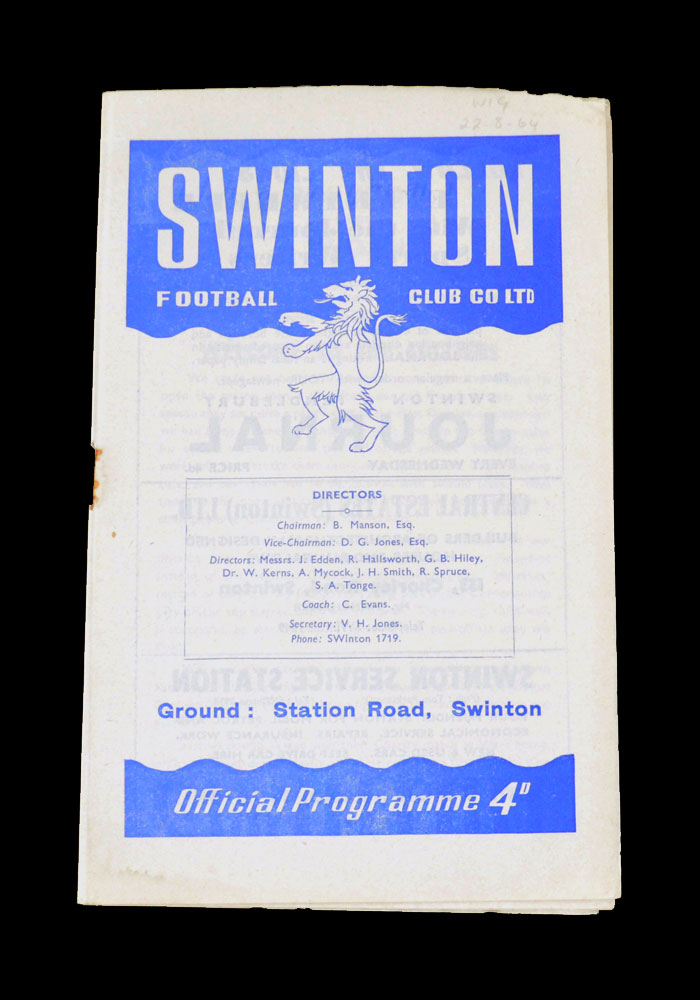 WIG
22-8-64
SWINTON
FOOTBALL CLUB CO LTD
DIRECTORS
Chairman: B. Manson, Esq.
Vice-Chairman: D. G. Jones, Esq.
Directors: Messrs. J. Edden, R. Hallsworth, G. B. Hiley,
Dr. W. Kerns, A. Mycock, J. H. Smith, R. Spruce,
S. A. Tonge.
Coach: C. Evans.
Secretary: V. H. Jones.
Phone: SWInton 1719.
Ground: Station Road, Swinton
Official Programme 4D